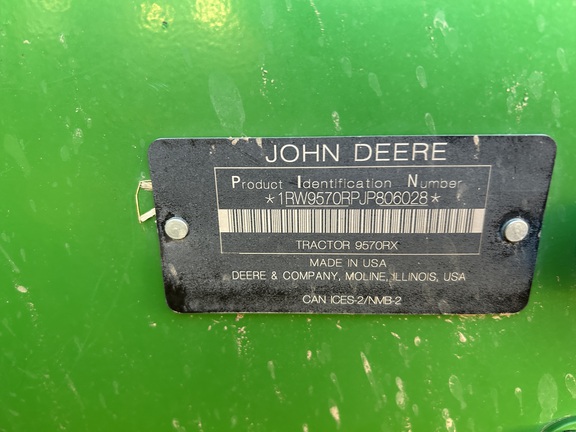 JOHN DEERE
Product Identification Number
*1RW9570RPJP806028*
TRACTOR 9570RX
MADE IN USA
DEERE & COMPANY, MOLINE, ILLINOIS, USA
CAN ICES-2/NMB-2